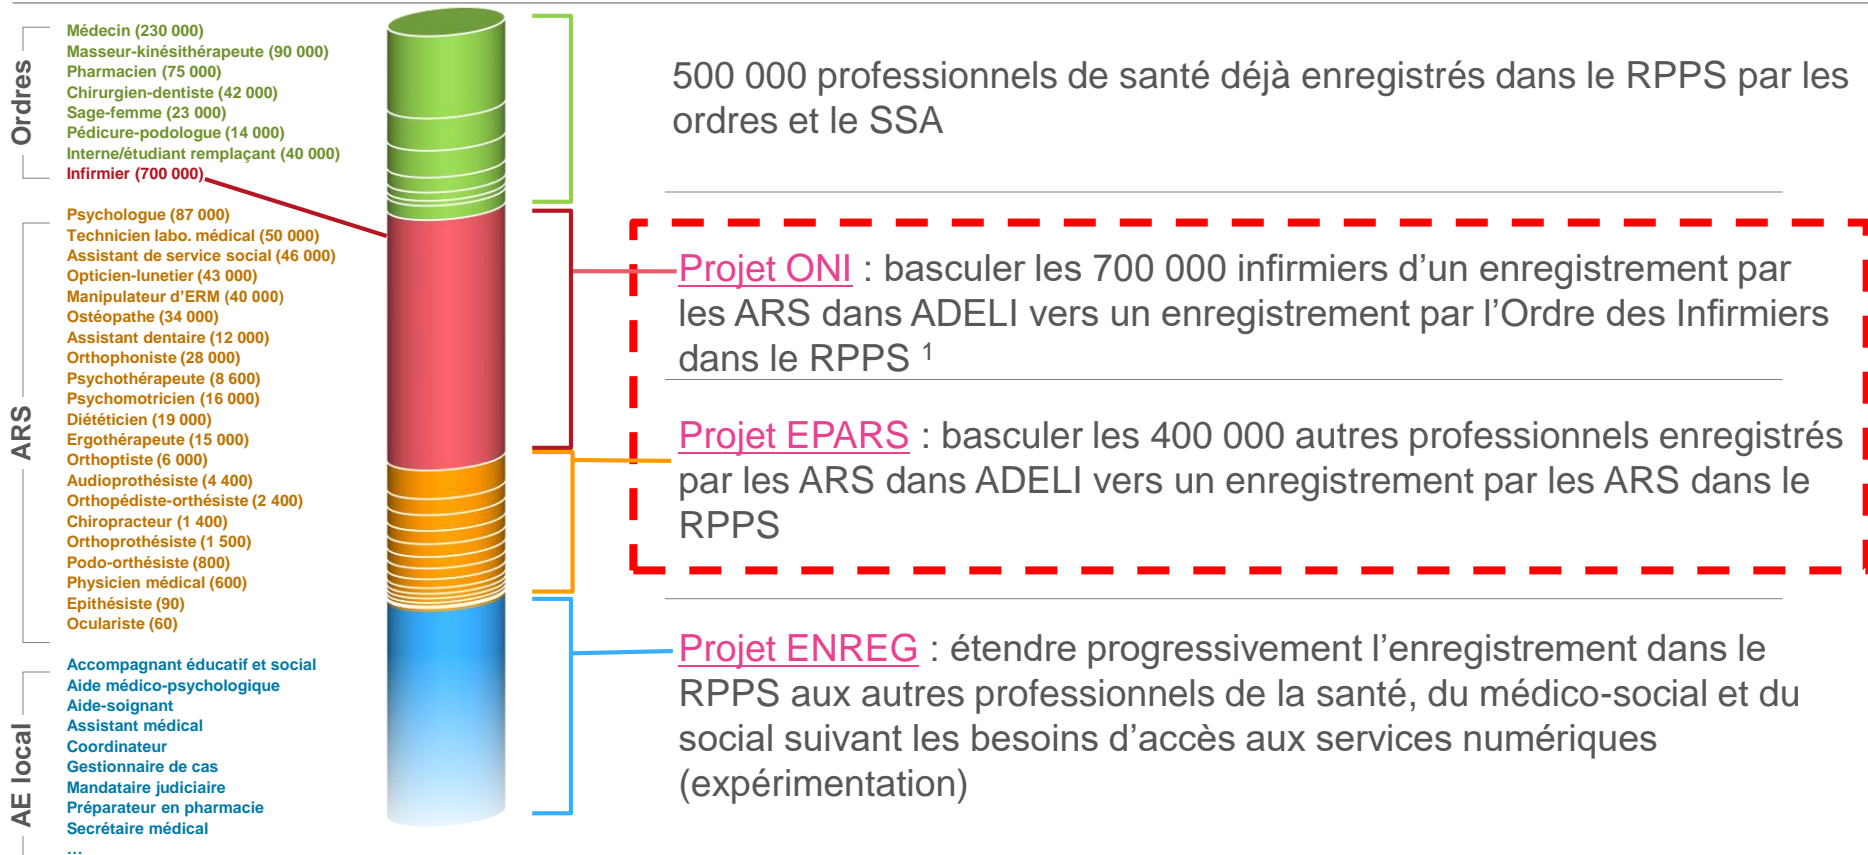 Ordres
Médecin (230 000)
Masseur-kinésithérapeute (90 000)
Pharmacien (75 000)
Chirurgien-dentiste (42 000)
Sage-femme (23 000)
Pédicure-podologue (14 000)
Interne/étudiant remplaçant (40 000)
Infirmier (700 000)
ARS
Psychologue (87 000)
Technicien labo. médical (50 000)
Assistant de service social (46 000)
Opticien-lunetier (43 000)
Manipulateur d’ERM (40 000)
Ostéopathe (34 000)
Assistant dentaire (12 000)
Orthophoniste (28 000)
Psychothérapeute (8 600)
Psychomotricien (16 000)
Diététicien (19 000)
Ergothérapeute (15 000)
Orthoptiste (6 000)
Audioprothésiste (4 400)
Orthopédiste-orthésiste (2 400)
Chiropracteur (1 400)
Orthoprothésiste (1 500)
Podo-orthésiste (800)
Physicien médical (600)
Epithésiste (90)
Oculariste (60)
AE local
Accompagnant éducatif et social
Aide médico-psychologique
Aide-soignant
Assistant médical
Coordinateur
Gestionnaire de cas
Mandataire judiciaire
Préparateur en pharmacie
Secrétaire médical
…
500 000 professionnels de santé déjà enregistrés dans le RPPS par les
ordres et le SSA
Projet ONI : basculer les 700 000 infirmiers d’un enregistrement par
les ARS dans ADELI vers un enregistrement par l’Ordre des Infirmiers
dans le RPPS 1
Projet EPARS : basculer les 400 000 autres professionnels enregistrés
par les ARS dans ADELI vers un enregistrement par les ARS dans le
RPPS
Projet ENREG : étendre progressivement l’enregistrement dans le
RPPS aux autres professionnels de la santé, du médico-social et du
social suivant les besoins d’accès aux services numériques
(expérimentation)